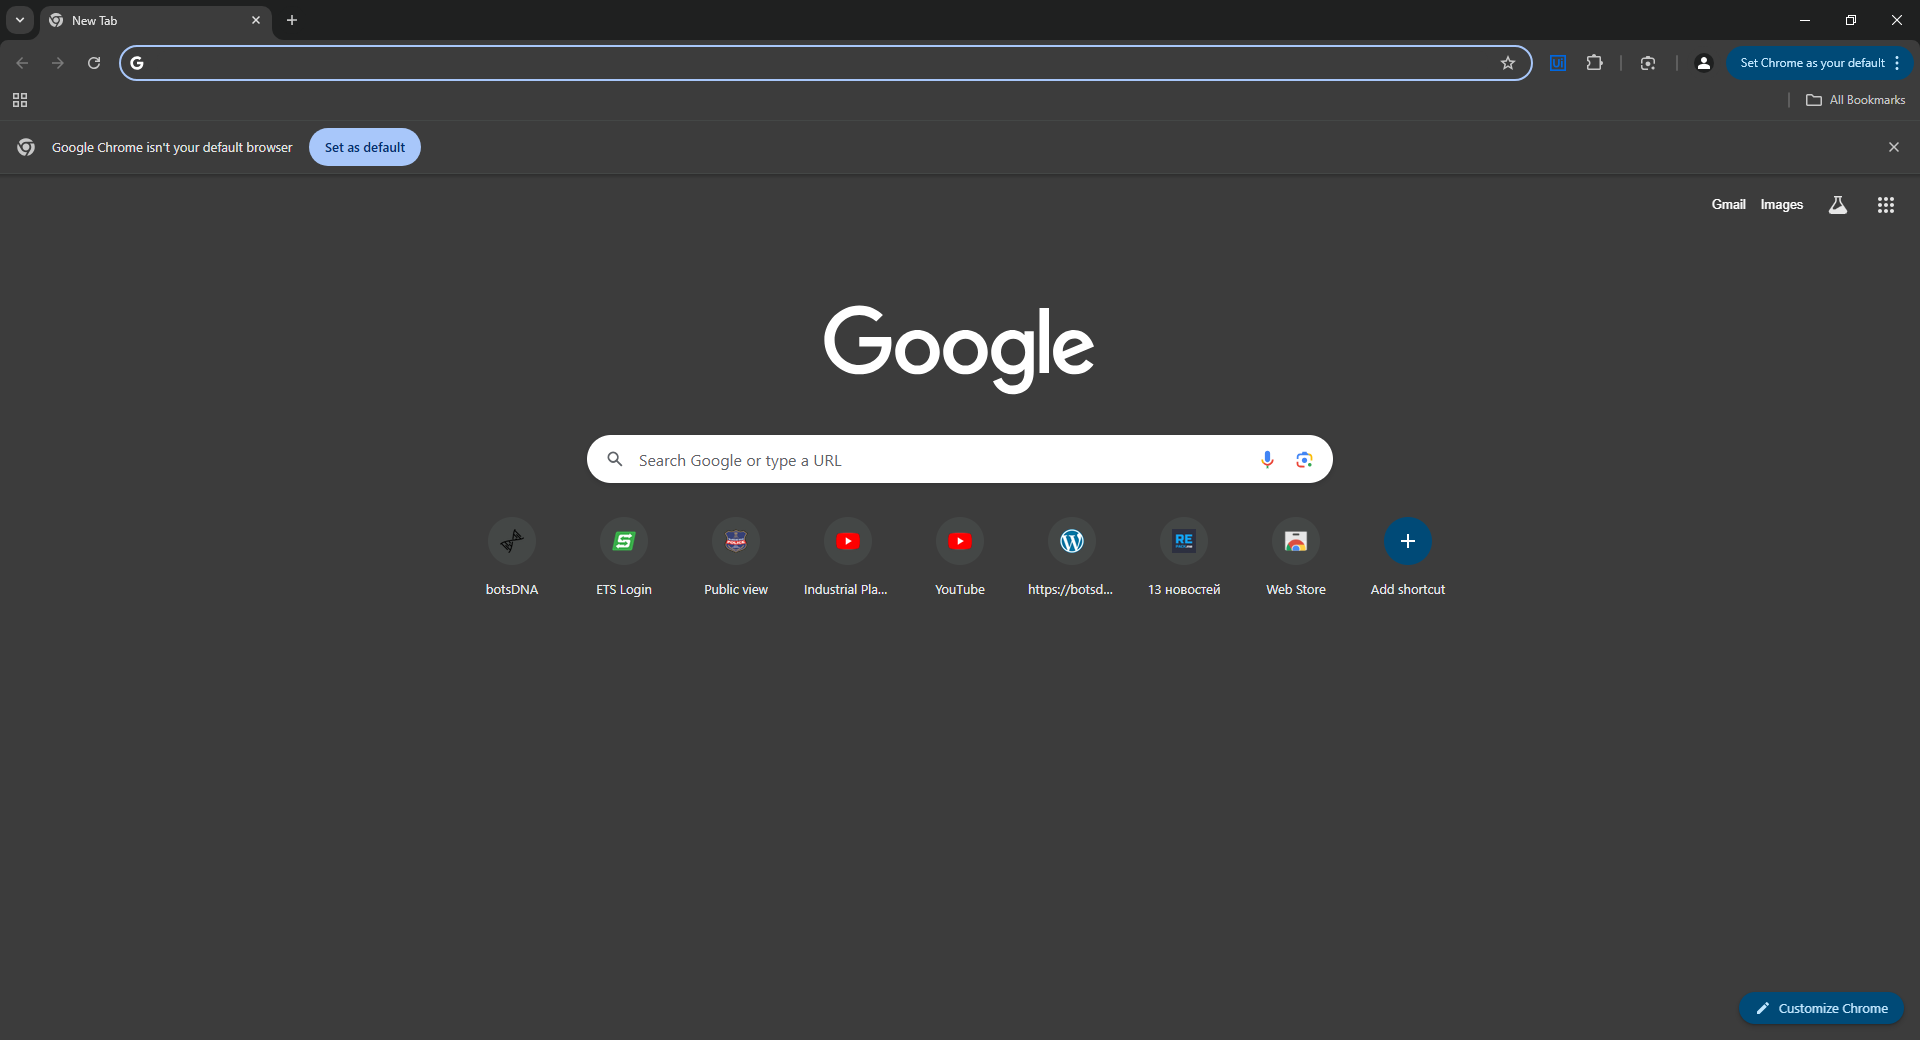 New Tab
Set Chrome as your default
All Bookmarks
Google Chrome isn't your default browser
Set as default
Gmail
Images
Google
Search Google or type a URL
botsDNA
ETS Login
Public view
Industrial Pla...
YouTube
https://botsd...
13 новостей
Web Store
Add shortcut
Customize Chrome